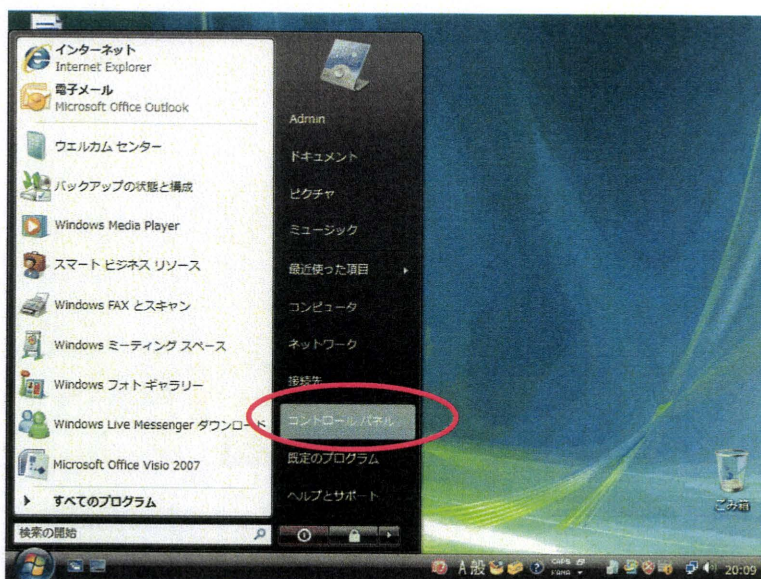 インターネット
Internet Explorer
電子メール
Microsoft Office Outlook
ウェルカム センター
バックアップの状態と構成
Windows Media Player
スマート ビジネス リソース
Windows FAX とスキャン
Windows ミーティング スペース
Windows フォト ギャラリー
Windows Live Messenger ダウンロード
Microsoft Office Visio 2007
すべてのプログラム
検索の開始
Admin
ドキュメント
ピクチャ
ミュージック
最近使った項目
コンピュータ
ネットワーク
接続先
コントロール パネル
既定のプログラム
ヘルプとサポート
ごみ箱
A 般
CAPS
KANA
20:09